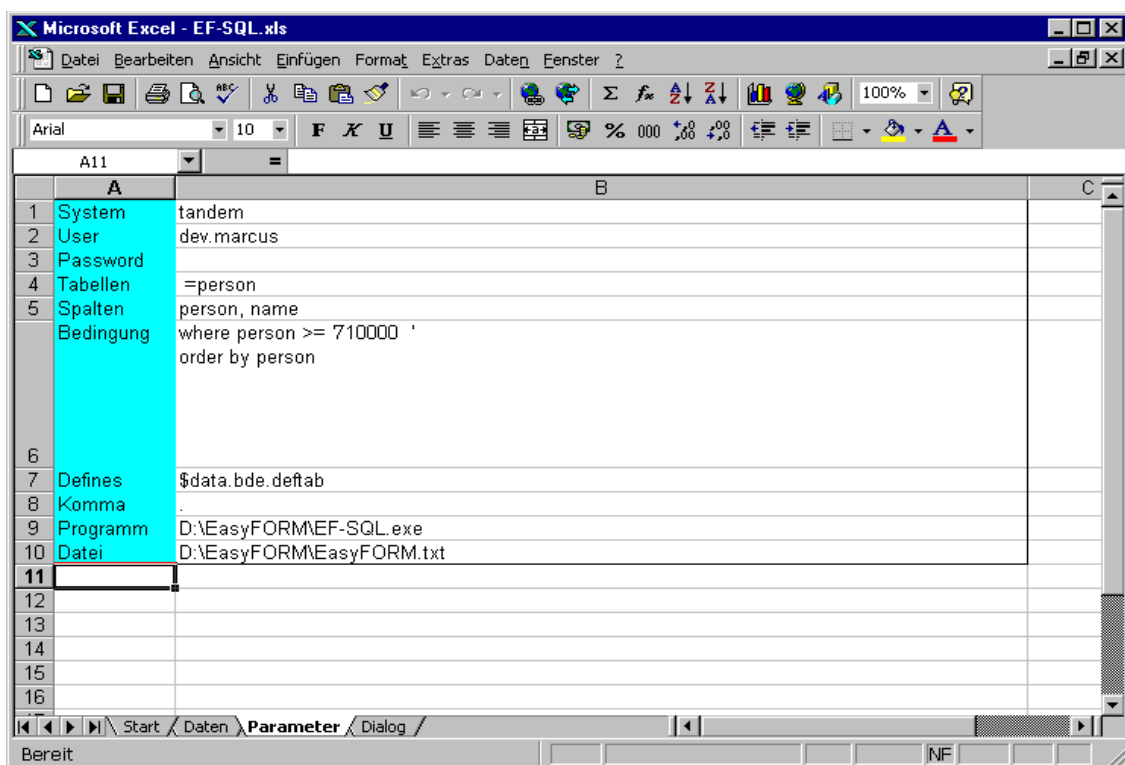 Microsoft Excel - EF-SQL.xls
Datei Bearbeiten Ansicht Einfügen Format Extras Daten Fenster ?
100%
Arial 10 F K U % 000
A11 =
A B C
1 System tandem
2 User dev.marcus
3 Password
4 Tabellen =person
5 Spalten person, name
Bedingung where person >= 710000 '
order by person
6
7 Defines $data.bde.deftab
8 Komma .
9 Programm D:\EasyFORM\EF-SQL.exe
10 Datei D:\EasyFORM\EasyFORM.txt
11
12
13
14
15
16
Start Daten Parameter Dialog
Bereit NF